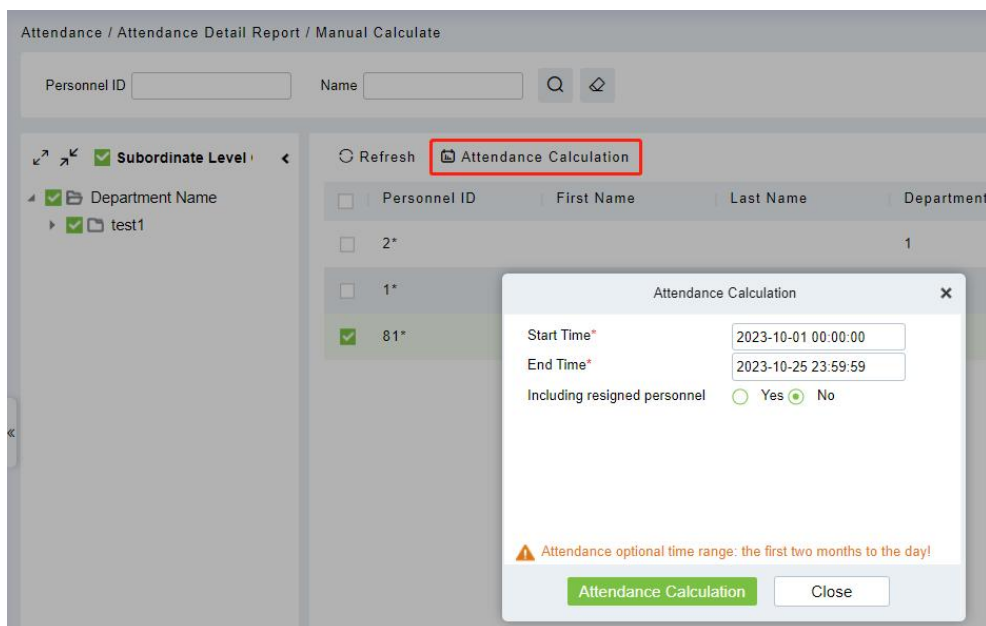 Attendance / Attendance Detail Report / Manual Calculate
Personnel ID Name
Subordinate Level
Refresh Attendance Calculation
Department Name
test1
Personnel ID First Name Last Name Department
2* 1
1*
81*
Attendance Calculation
Start Time* 2023-10-01 00:00:00
End Time* 2023-10-25 23:59:59
Including resigned personnel Yes No
Attendance optional time range: the first two months to the day!
Attendance Calculation Close